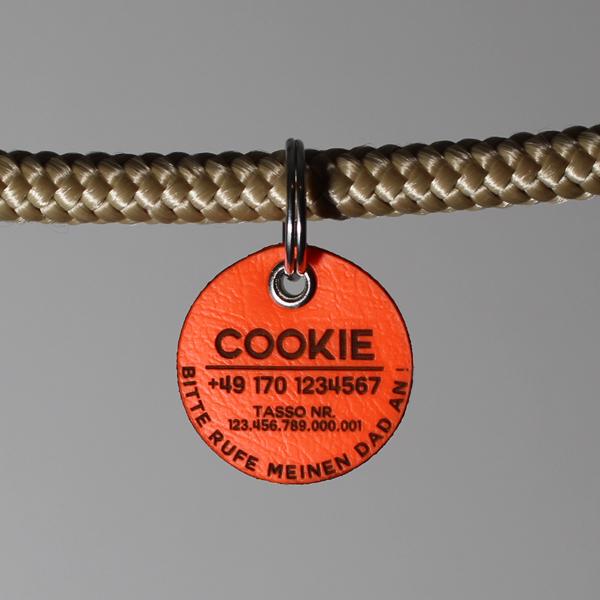 COOKIE
+49 170 1234567
TASSO NR.
123.456.789.000.001
BITTE RUFE MEINEN DAD AN !